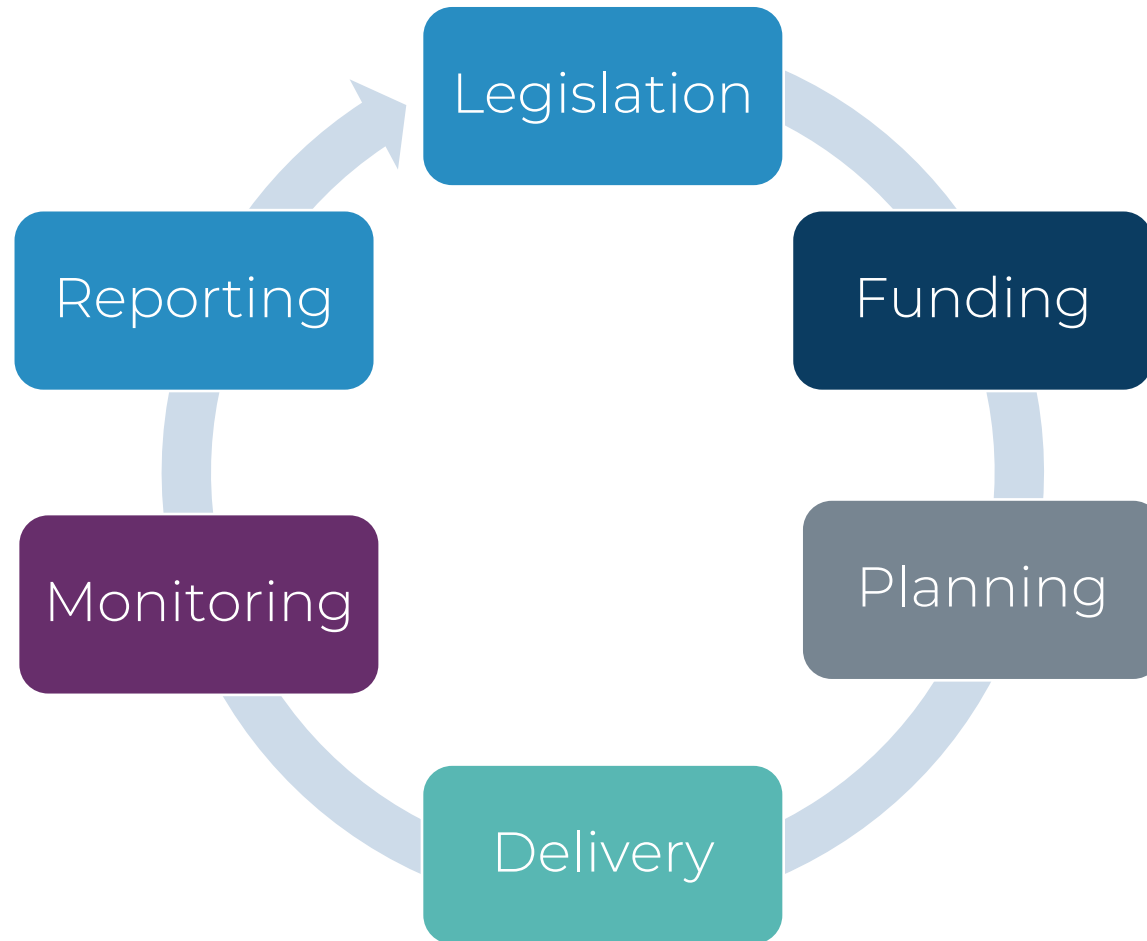 Legislation
Funding
Planning
Delivery
Monitoring
Reporting